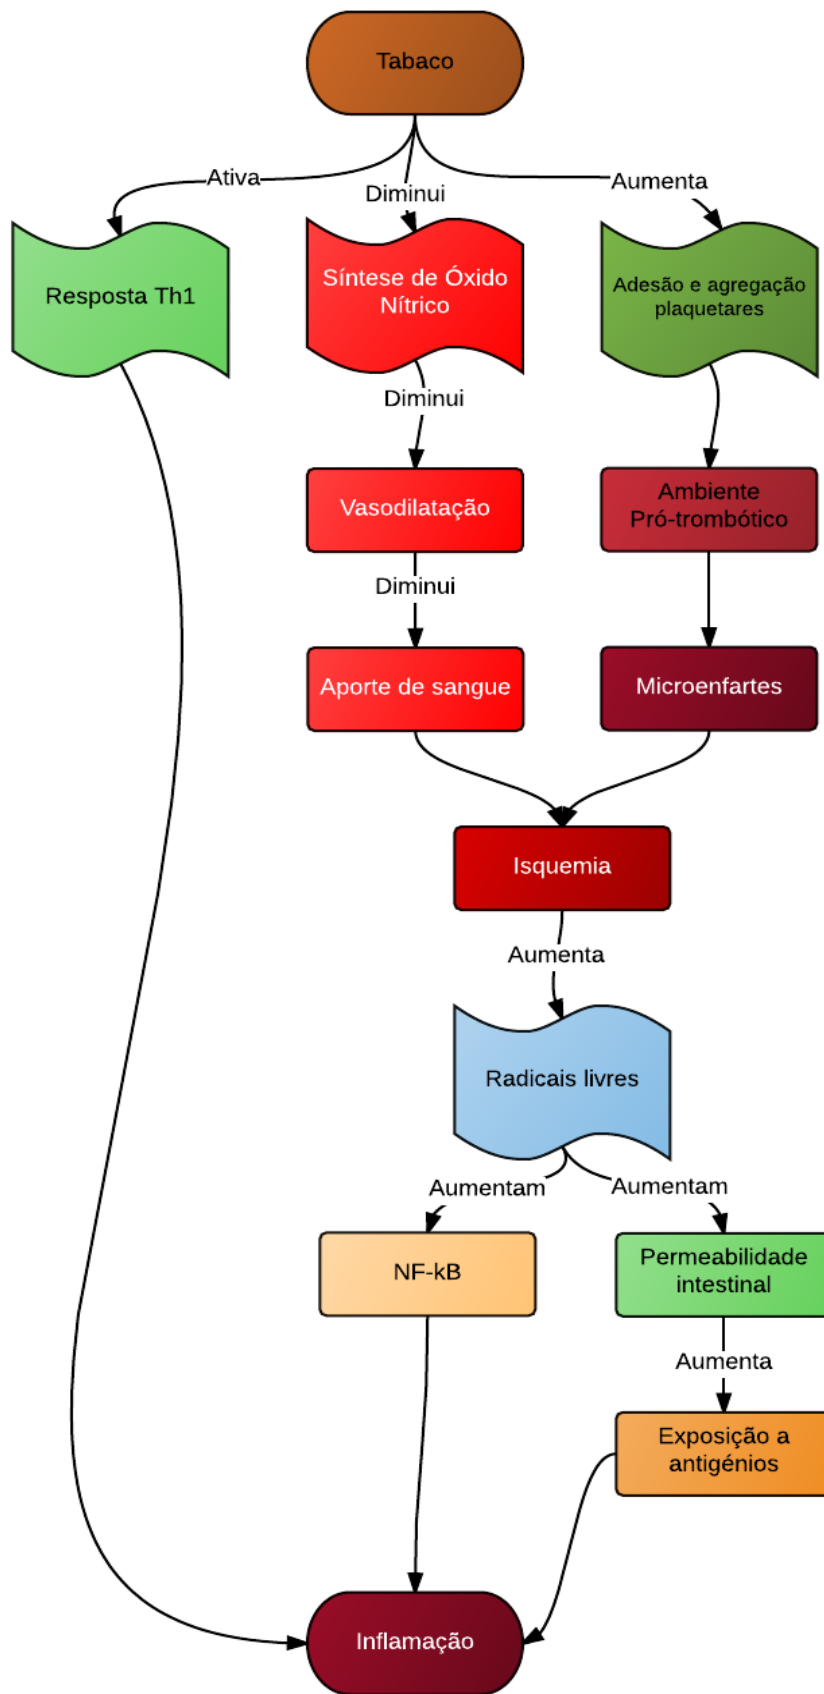 Tabaco
Ativa
Diminui
Aumenta
Resposta Th1
Síntese de Óxido
Nítrico
Adesão e agregação
plaquetares
Diminui
Vasodilatação
Ambiente
Pró-trombótico
Diminui
Aporte de sangue
Microenfartes
Isquemia
Aumenta
Radicais livres
Aumentam
Aumentam
NF-kB
Permeabilidade
intestinal
Aumenta
Exposição a
antigénios
Inflamação